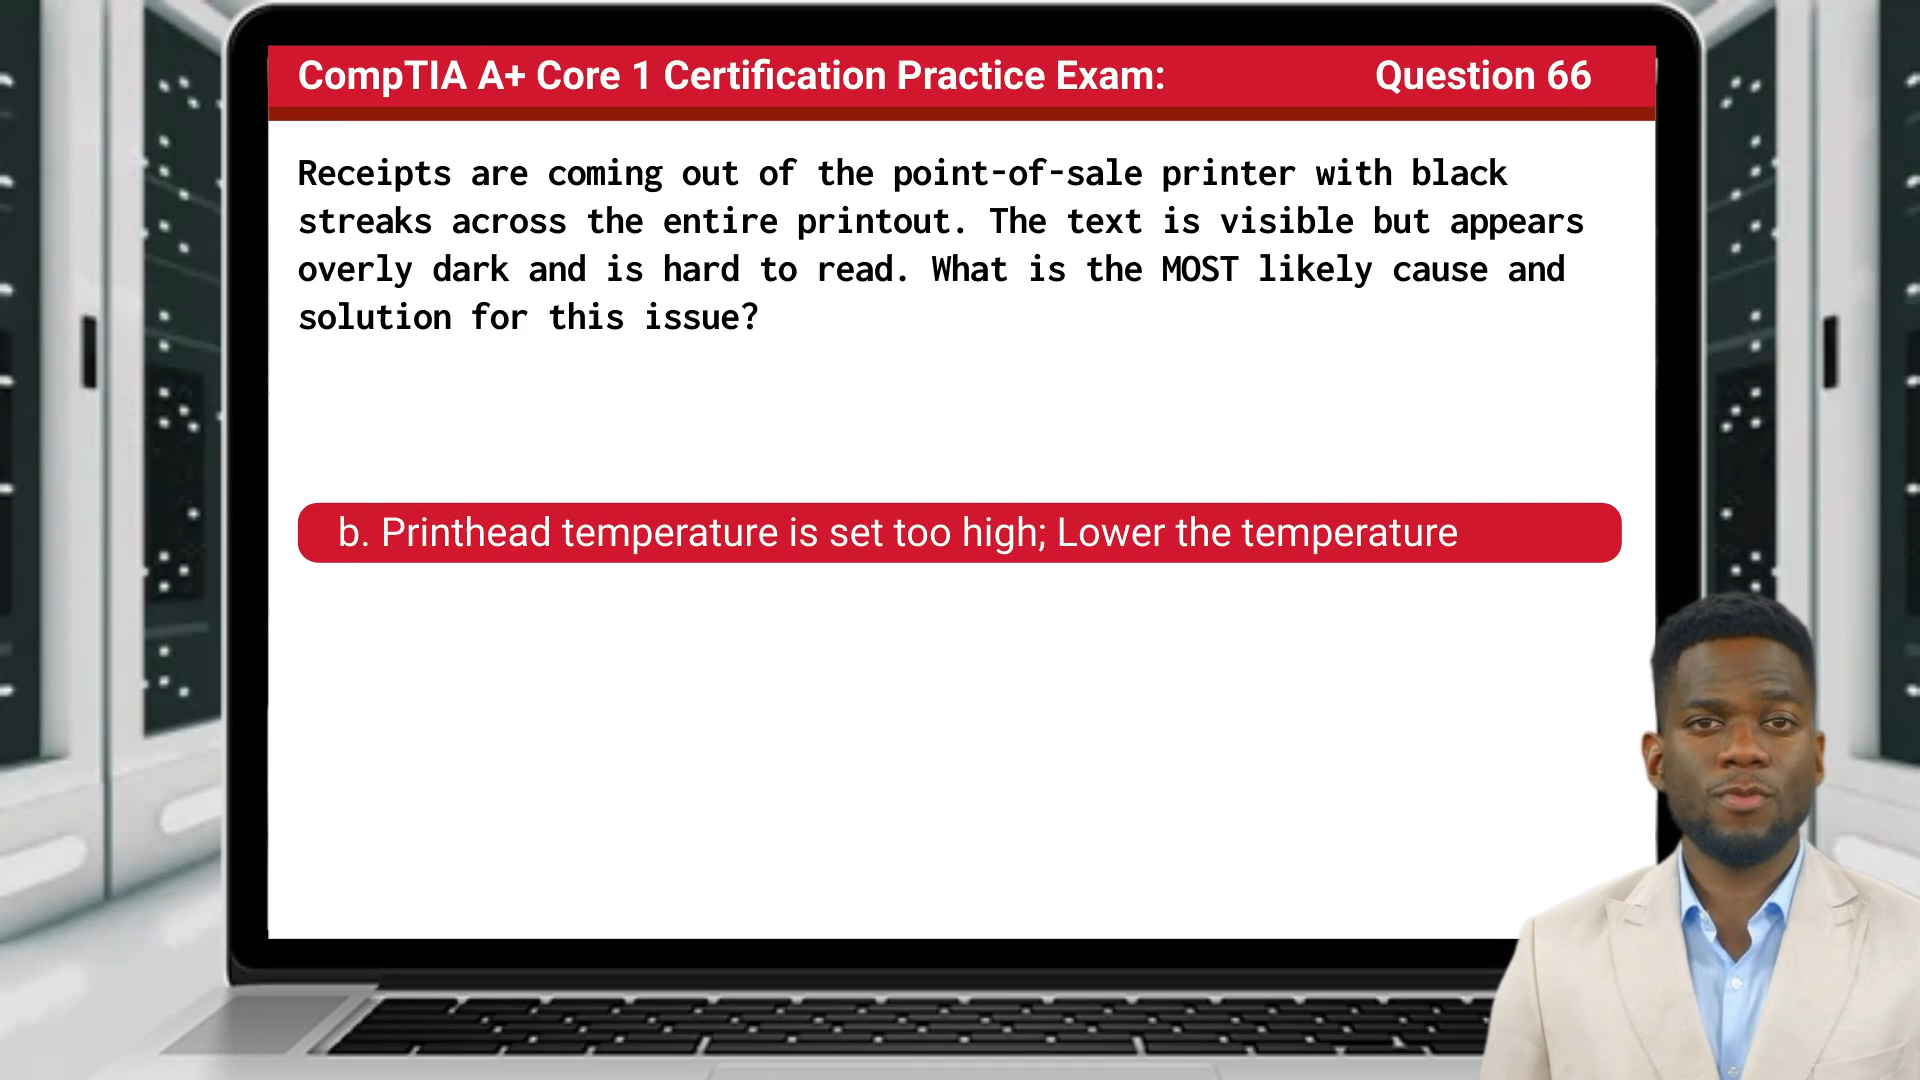 CompTIA A+ Core 1 Certification Practice Exam: Question 66
Receipts are coming out of the point-of-sale printer with black
streaks across the entire printout. The text is visible but appears
overly dark and is hard to read. What is the MOST likely cause and
solution for this issue?
b. Printhead temperature is set too high; Lower the temperature